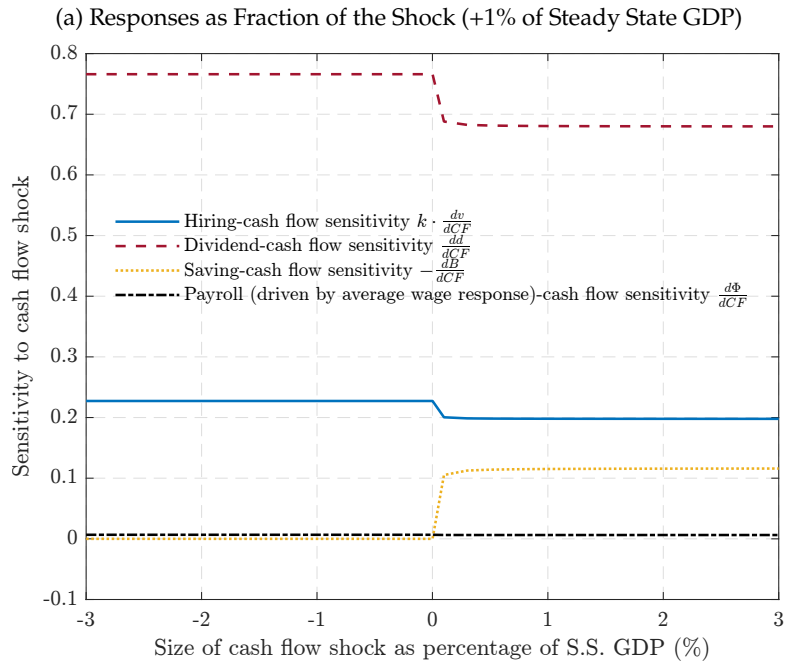 (a) Responses as Fraction of the Shock (+1% of Steady State GDP)
0.8
0.7
0.6
0.5
0.4
0.3
0.2
0.1
0
-0.1
Sensitivity to cash flow shock
Hiring-cash flow sensitivity k · dv/dCF
Dividend-cash flow sensitivity dd/dCF
Saving-cash flow sensitivity −dB/dCF
Payroll (driven by average wage response)-cash flow sensitivity dΦ/dCF
-3 -2 -1 0 1 2 3
Size of cash flow shock as percentage of S.S. GDP (%)